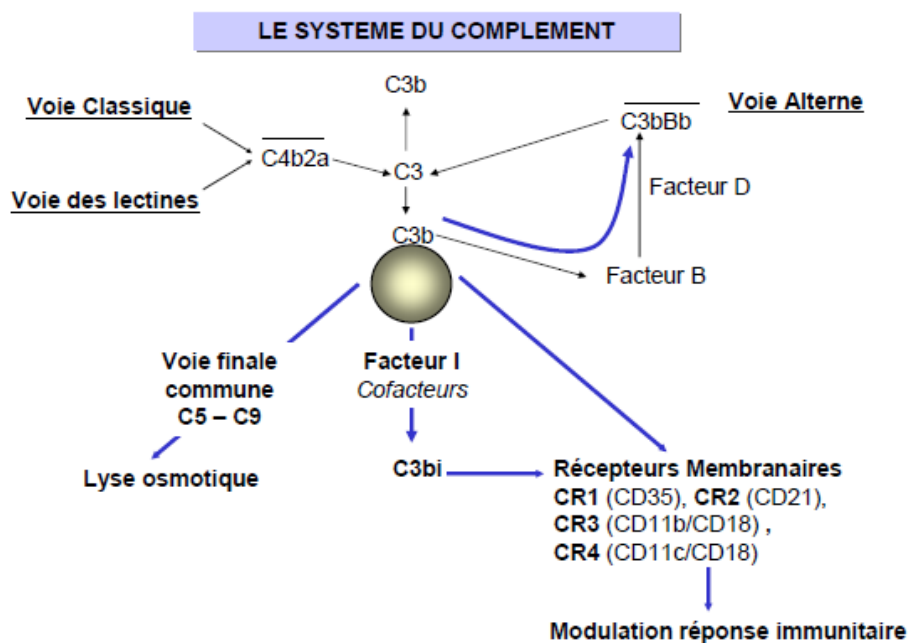 LE SYSTEME DU COMPLEMENT
C3b
Voie Classique
Voie Alterne
C3bBb
C4b2a
C3
Facteur D
Voie des lectines
C3b
Facteur B
Voie finale
commune
C5 – C9
Facteur I
Cofacteurs
Lyse osmotique
C3bi
Récepteurs Membranaires
CR1 (CD35), CR2 (CD21),
CR3 (CD11b/CD18) ,
CR4 (CD11c/CD18)
Modulation réponse immunitaire